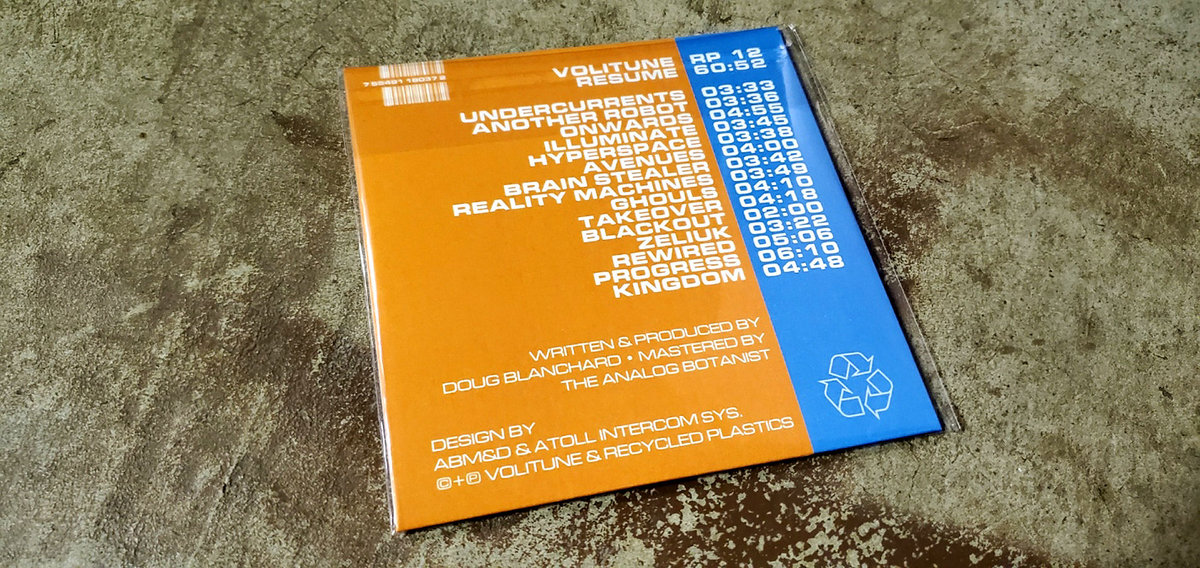 VOLITUNE RP 12
RESUME 60:52
UNDERCURRENTS 03:33
ANOTHER ROBOT 03:36
ONWARDS 04:55
ILLUMINATE 03:45
HYPERSPACE 03:38
AVENUES 04:00
BRAIN STEALER 03:42
REALITY MACHINES 03:49
GHOULS 04:10
TAKEOVER 04:18
BLACKOUT 02:00
ZELIUK 03:22
REWIRED 05:06
PROGRESS 06:10
KINGDOM 04:48
WRITTEN & PRODUCED BY
DOUG BLANCHARD • MASTERED BY
THE ANALOG BOTANIST
DESIGN BY
ABM&D & ATOLL INTERCOM SYS.
©+℗ VOLITUNE & RECYCLED PLASTICS